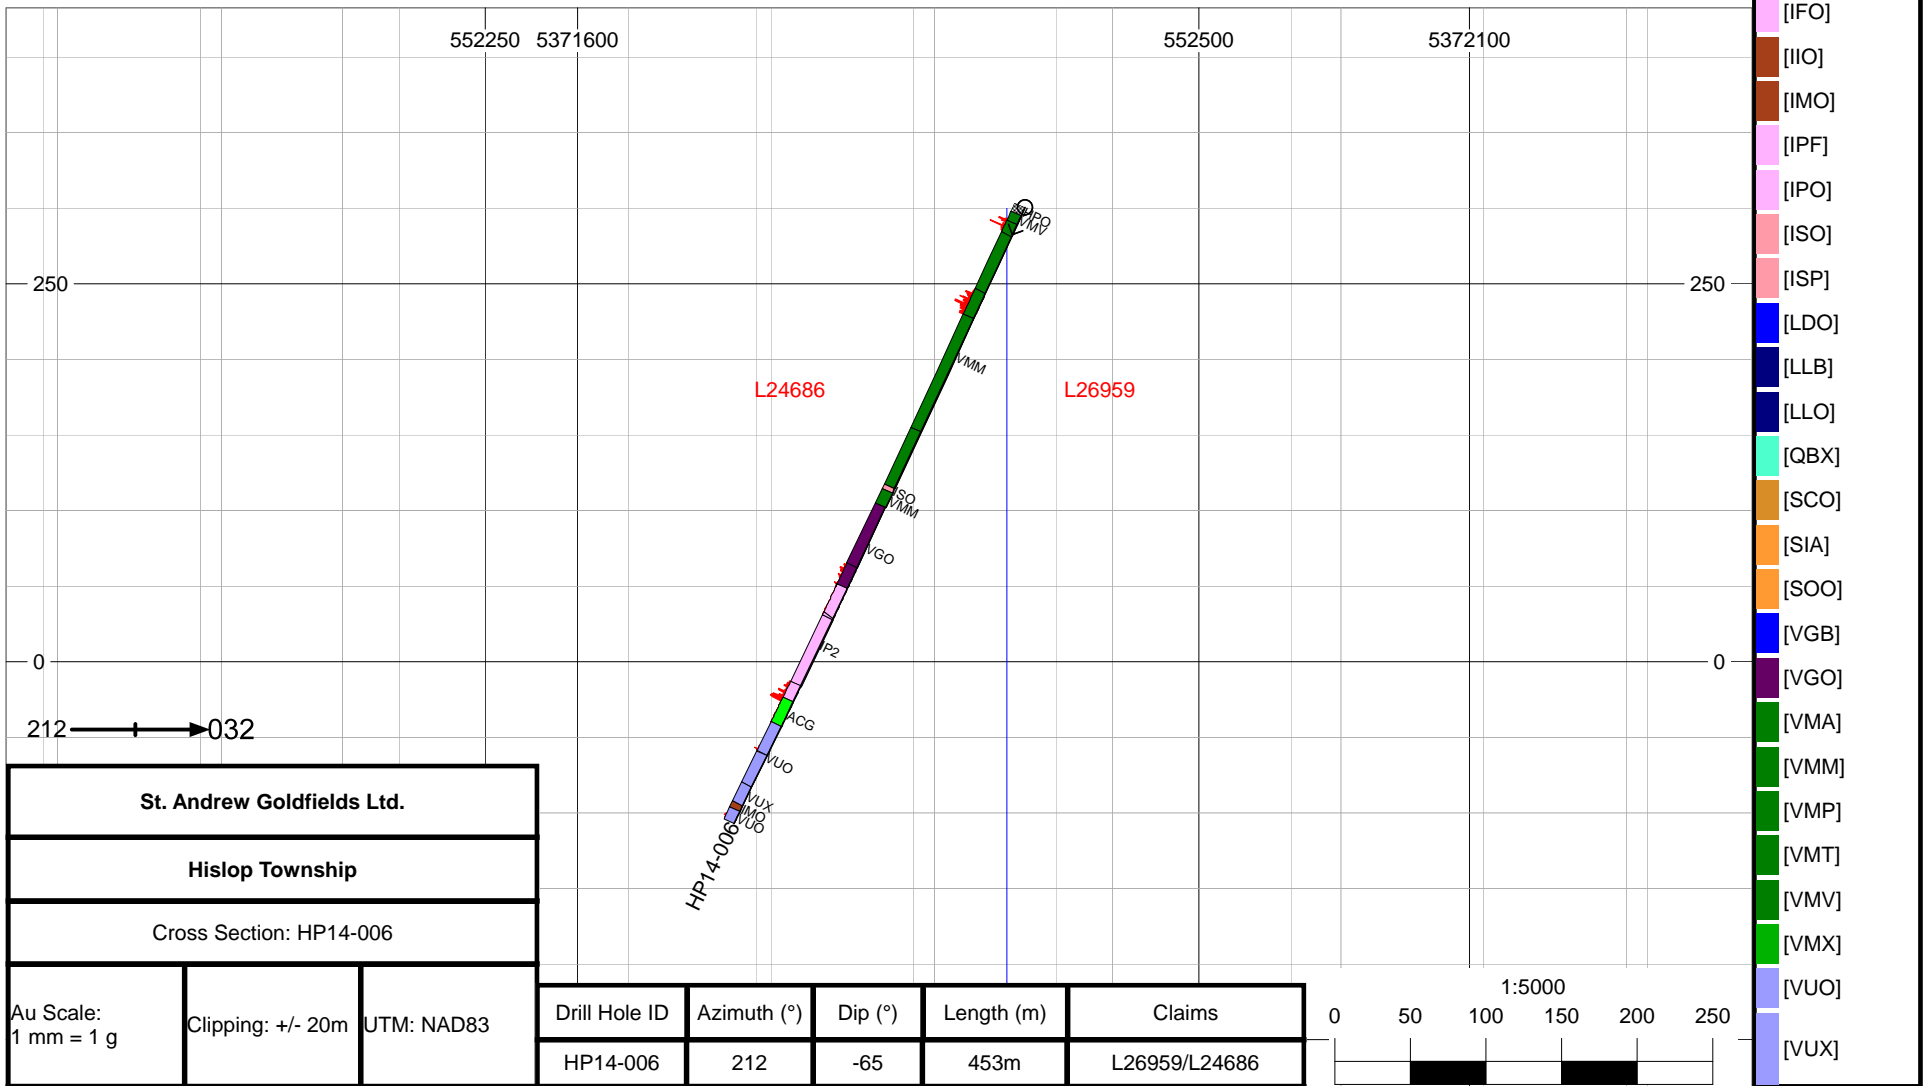 552250 5371600 552500 5372100
HPO
VMV
250 250
VMM
L24686 L26959
ISO
VMM
VGO
IP2
0 0
ACG
212 032
VUO
VUX
IMO
VUO
HP14-006
St. Andrew Goldfields Ltd.
Hislop Township
Cross Section: HP14-006
Au Scale:
1 mm = 1 g
Clipping: +/- 20m
UTM: NAD83
Drill Hole ID Azimuth (°) Dip (°) Length (m) Claims
HP14-006 212 -65 453m L26959/L24686
1:5000
0 50 100 150 200 250
[IFO]
[IIO]
[IMO]
[IPF]
[IPO]
[ISO]
[ISP]
[LDO]
[LLB]
[LLO]
[QBX]
[SCO]
[SIA]
[SOO]
[VGB]
[VGO]
[VMA]
[VMM]
[VMP]
[VMT]
[VMV]
[VMX]
[VUO]
[VUX]